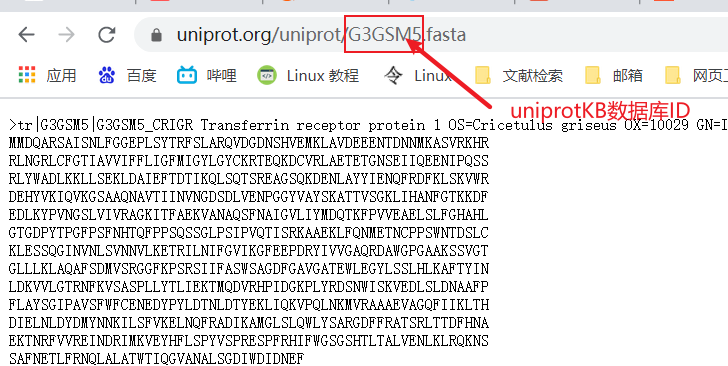 uniprot.org/uniprot/G3GSM5.fasta
应用 百度 哔哩 Linux 教程 Linux 文献检索 邮箱 网页工
uniprotKB数据库ID
>tr|G3GSM5|G3GSM5_CRIGR Transferrin receptor protein 1 OS=Cricetulus griseus OX=10029 GN=I
MMDQARSAISNLFGGEPLSYTRFSLARQVDGDNSHVEMKLAVDEEENTDNNMKASVRKHR
RLNGRLCFGTIAVVIFFLIGFMIGYLGYCKRTEQKDCVRLAETETGNSEIIQEENIPQSS
RLYWADLKKLLSEKLDAIEFTDTIKQLSQTSREAGSQKDENLAYYIENQFRDFKLSKVWR
DEHYVKIQVKGSAAQNAVTIINVNGDSDLVENPGGYVAYSKATTVSGKLIHANFGTKKDF
EDLKYPVNGSLVIVRAGKITFAEKVANAQSFNAIGVLIYMDQTKFPVVEAELSLFGHAHL
GTGDPYTPGFPSFNHTQFPPSQSSGLPSIPVQTISRKAAEKLFQNMETNCPPSWNTDSLC
KLESSQGINVNLSVNNVLKETRILNIFGVIKGFEEPDRYIVVGAQRDAWGPGAAKSSVGT
GLLLKLAQAFSDMVSRGGFKPSRSIIFASWSAGDFGAVGATEWLEGYLSSLHLKAFTYIN
LDKVVLGTRNFKVSASPLLYTLIEKTMQDVRHPIDGKPLYRDSNWISKVEDLSLDNAAFP
FLAYSGIPAVSFWFCENEDYPYLDTNLDTYEKLIQKVPQLNKMVRAAAEVAGQFIIKLTH
DIELNLDYDMYNNKILSFVKELNQFRADIKAMGLSLQWLYSARGDFFRATSRLTTDFHNA
EKTNRFVVREINDRIMKVEYHFLSPYVSPRESPFRHIFWGSGSHTLTALVENLKLRQKNS
SAFNETLFRNQLALATWTIQGVANALSGDIWDIDNEF